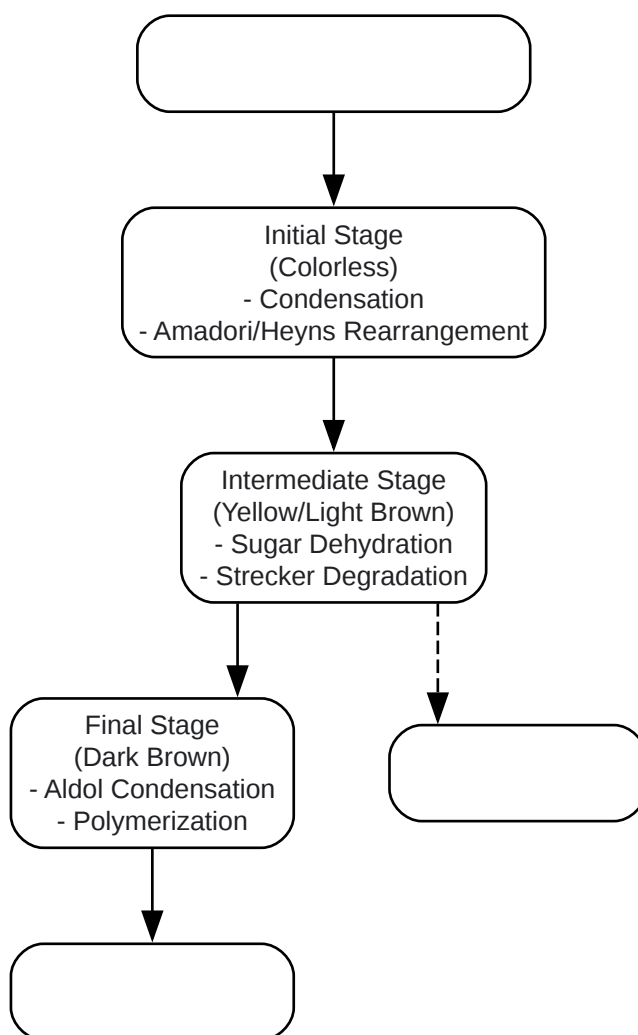 Initial Stage
(Colorless)
- Condensation
- Amadori/Heyns Rearrangement
Intermediate Stage
(Yellow/Light Brown)
- Sugar Dehydration
- Strecker Degradation
Final Stage
(Dark Brown)
- Aldol Condensation
- Polymerization